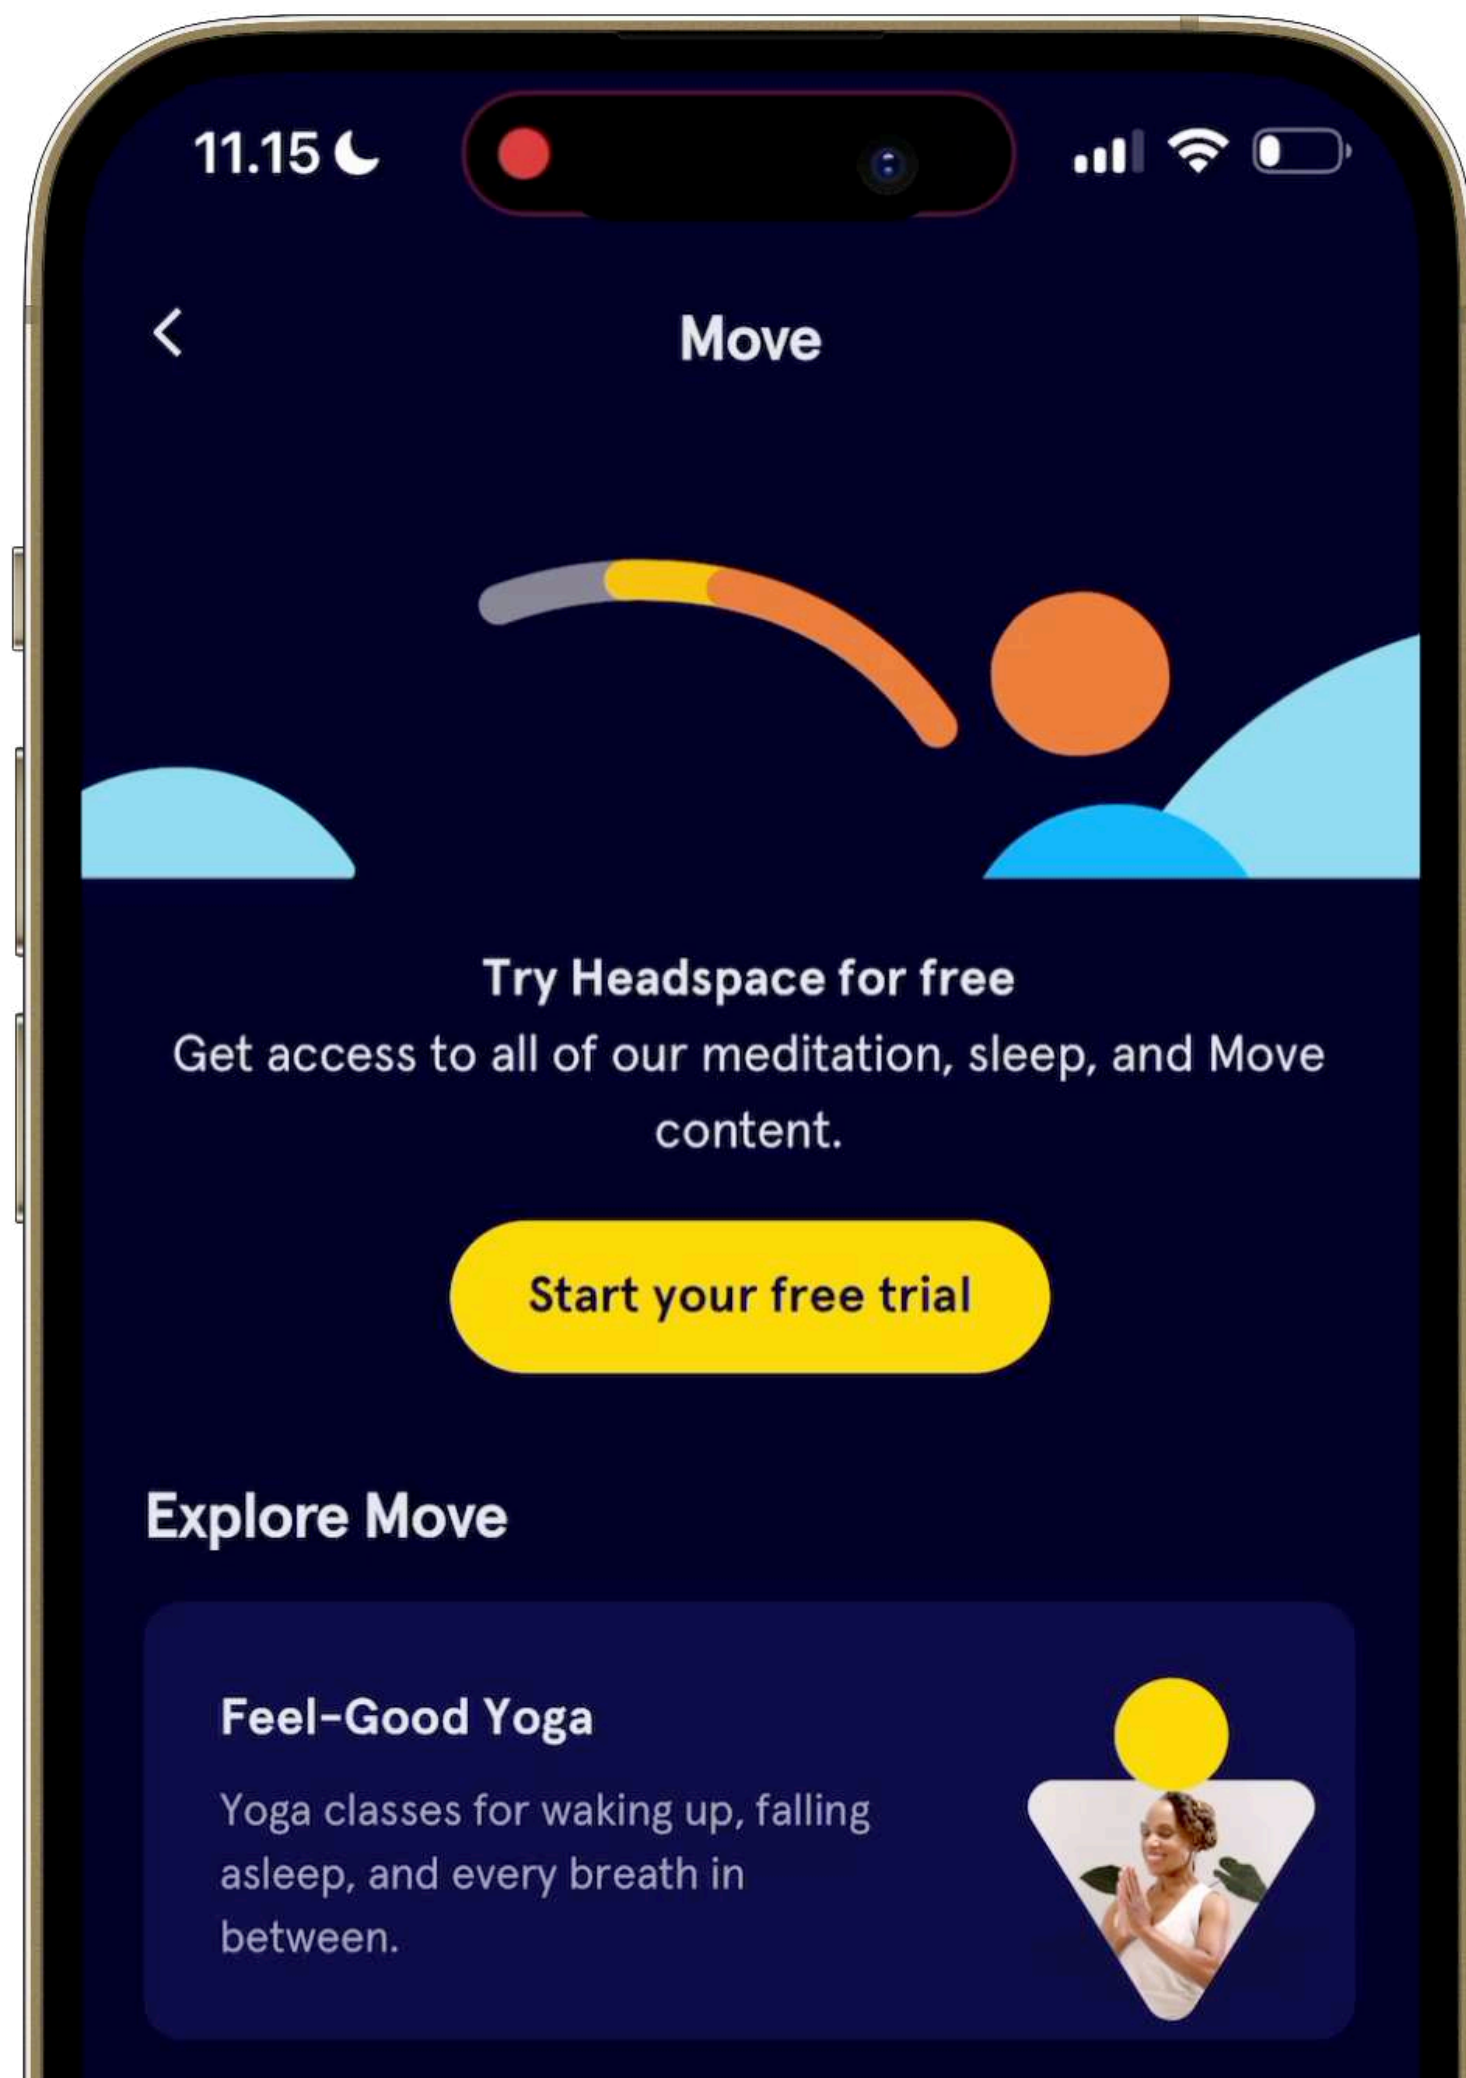 11.15
Move
Try Headspace for free
Get access to all of our meditation, sleep, and Move
content.
Start your free trial
Explore Move
Feel-Good Yoga
Yoga classes for waking up, falling
asleep, and every breath in
between.